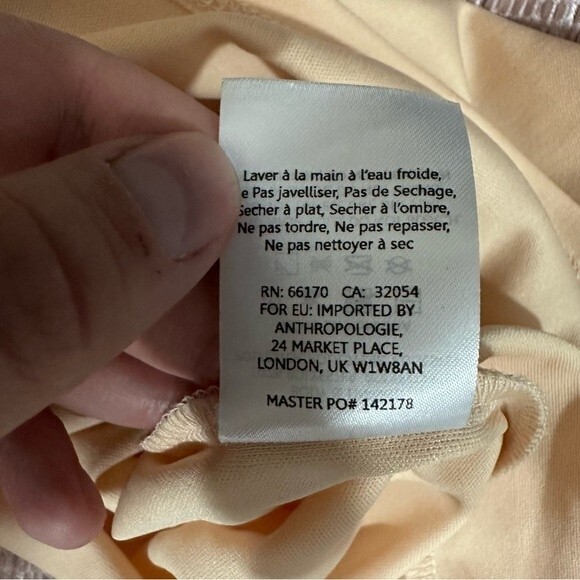 Laver à la main à l'eau froide,
e Pas javelliser, Pas de Sechage,
Secher à plat, Secher à l'ombre,
Ne pas tordre, Ne pas repasser,
Ne pas nettoyer à sec
RN: 66170 CA: 32054
FOR EU: IMPORTED BY
ANTHROPOLOGIE,
24 MARKET PLACE,
LONDON, UK W1W8AN
MASTER PO# 142178